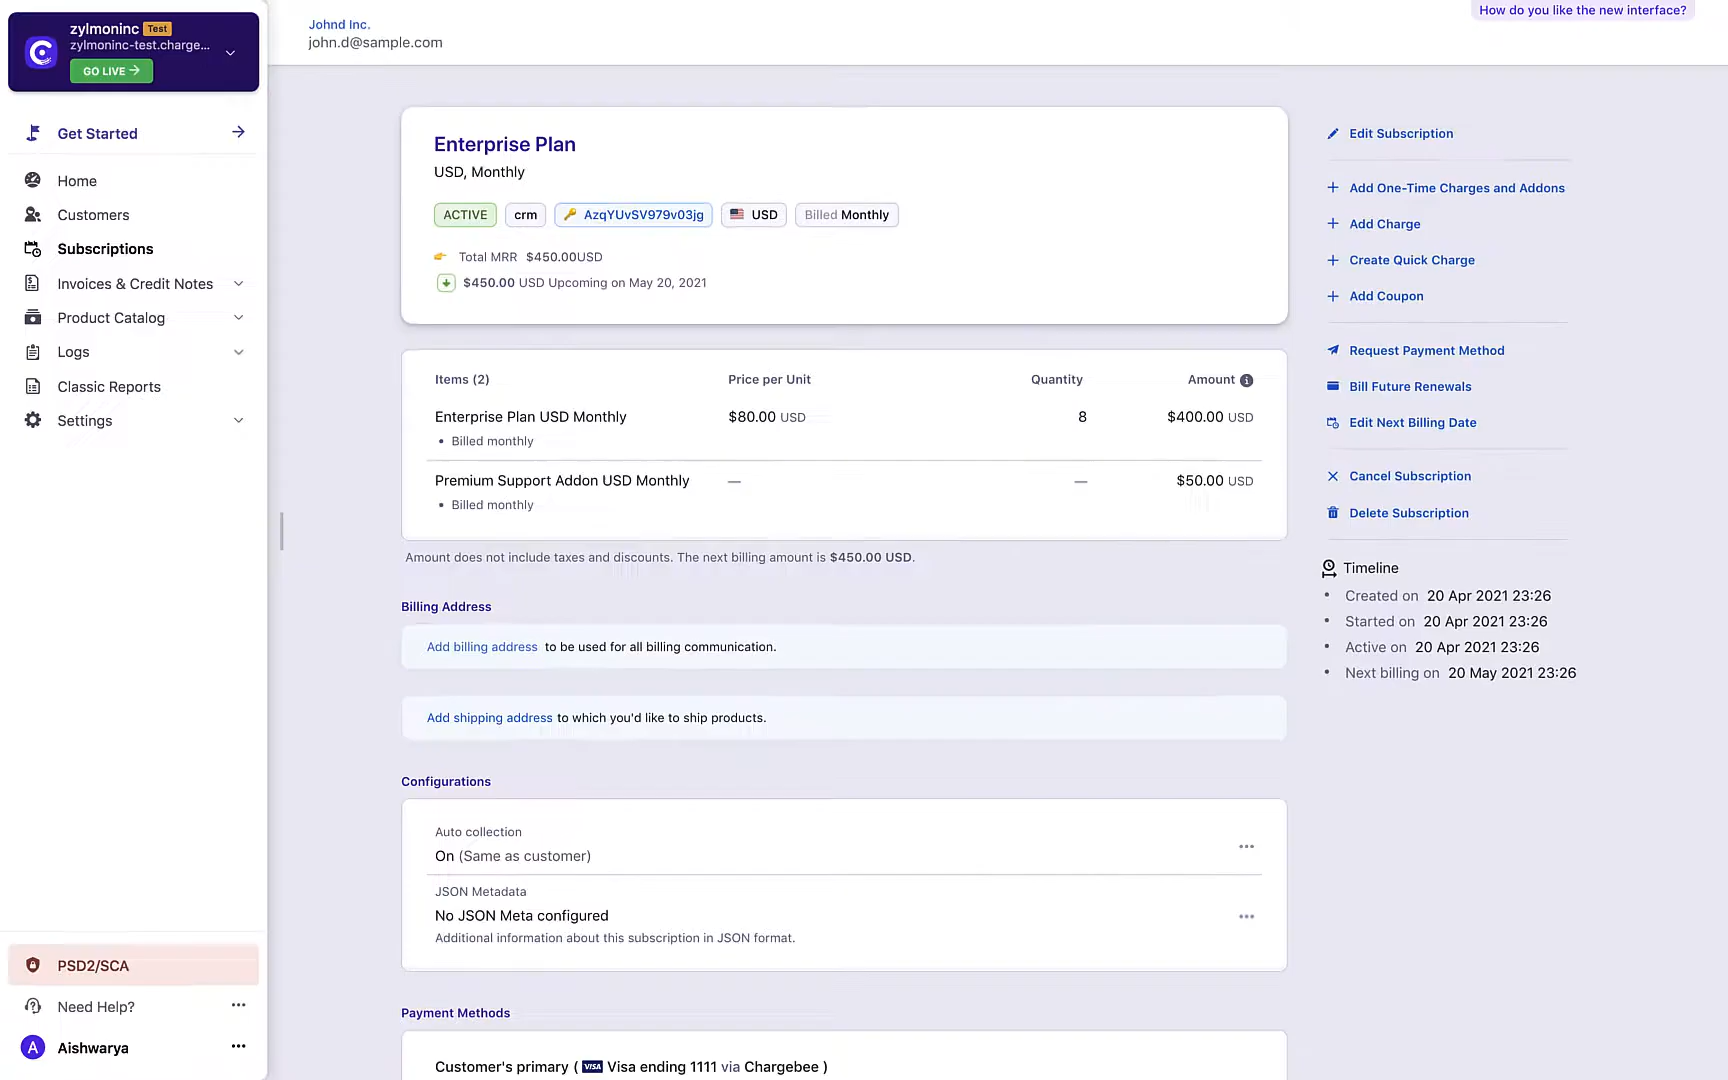 zylmoninc Test
zylmoninc-test.charge...
GO LIVE
Get Started
Home
Customers
Subscriptions
Invoices & Credit Notes
Product Catalog
Logs
Classic Reports
Settings
PSD2/SCA
Need Help?
A Aishwarya
Johnd Inc.
john.d@sample.com
How do you like the new interface?
Enterprise Plan
USD, Monthly
ACTIVE crm AzqYUvSV979v03jg USD Billed Monthly
Total MRR $450.00USD
$450.00 USD Upcoming on May 20, 2021
Items (2) Price per Unit Quantity Amount
Enterprise Plan USD Monthly $80.00 USD 8 $400.00 USD
• Billed monthly
Premium Support Addon USD Monthly — — $50.00 USD
• Billed monthly
Amount does not include taxes and discounts. The next billing amount is $450.00 USD.
Billing Address
Add billing address to be used for all billing communication.
Add shipping address to which you'd like to ship products.
Configurations
Auto collection
On (Same as customer)
JSON Metadata
No JSON Meta configured
Additional information about this subscription in JSON format.
Payment Methods
Customer's primary ( VISA Visa ending 1111 via Chargebee )
Edit Subscription
Add One-Time Charges and Addons
Add Charge
Create Quick Charge
Add Coupon
Request Payment Method
Bill Future Renewals
Edit Next Billing Date
Cancel Subscription
Delete Subscription
Timeline
• Created on 20 Apr 2021 23:26
• Started on 20 Apr 2021 23:26
• Active on 20 Apr 2021 23:26
• Next billing on 20 May 2021 23:26